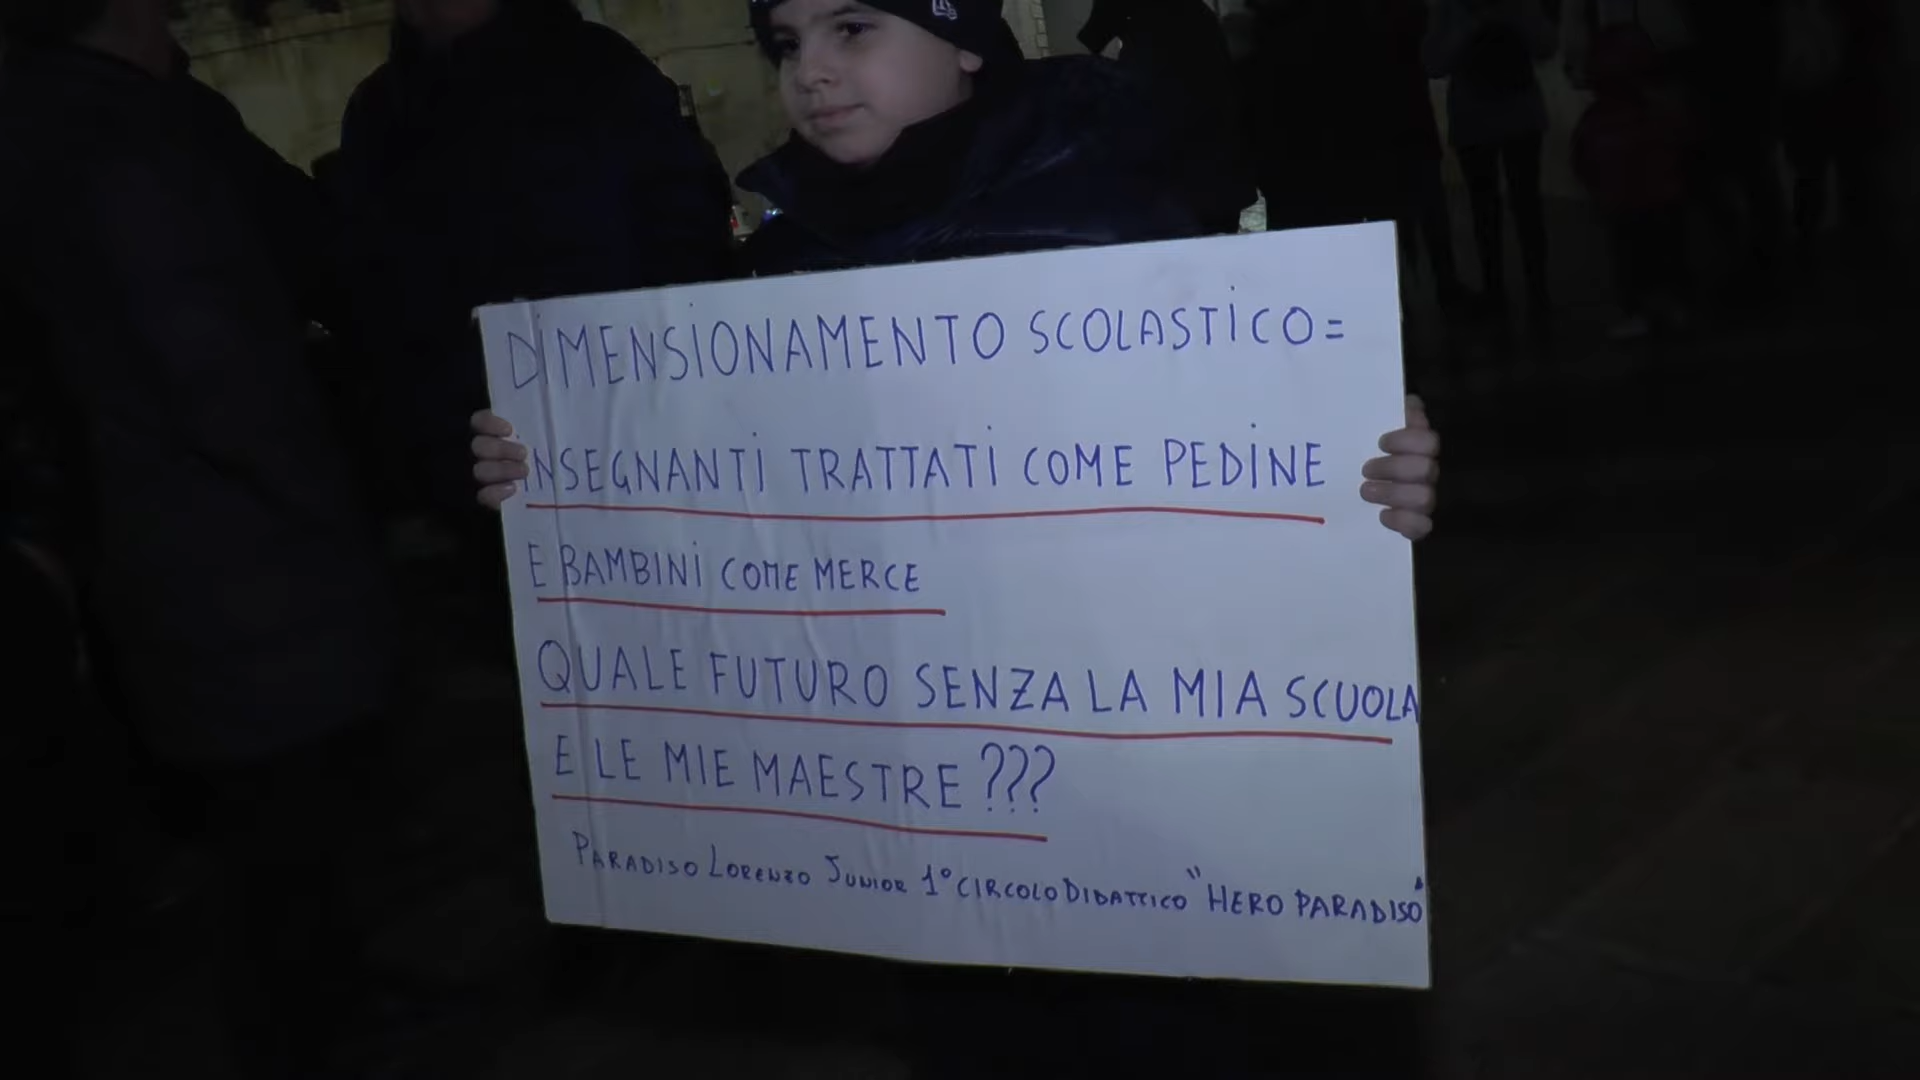 DIMENSIONAMENTO SCOLASTICO =
INSEGNANTI TRATTATI COME PEDINE
E BAMBINI COME MERCE
QUALE FUTURO SENZA LA MIA SCUOLA
E LE MIE MAESTRE ???
PARADISO LORENZO JUNIOR 1° CIRCOLO DIDATTICO "HERO PARADISO"